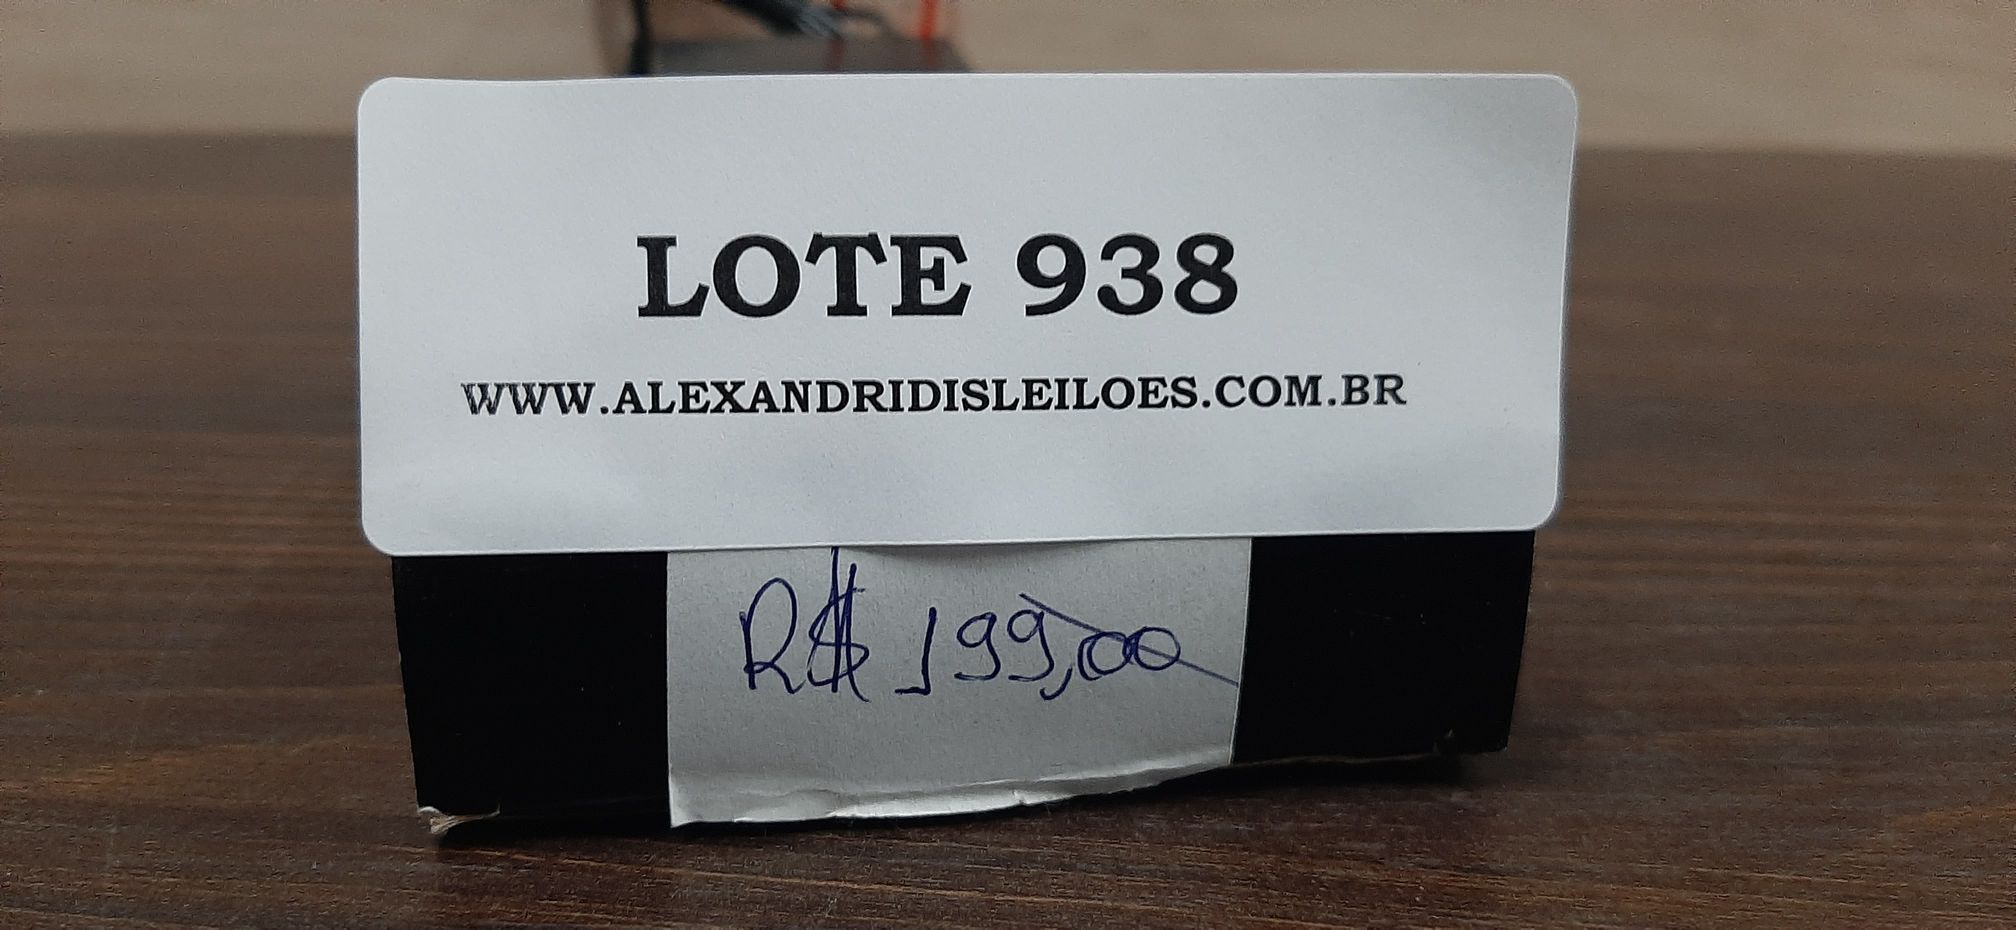 LOTE 938
WWW.ALEXANDRIDISLEILOES.COM.BR
R$ 199,00